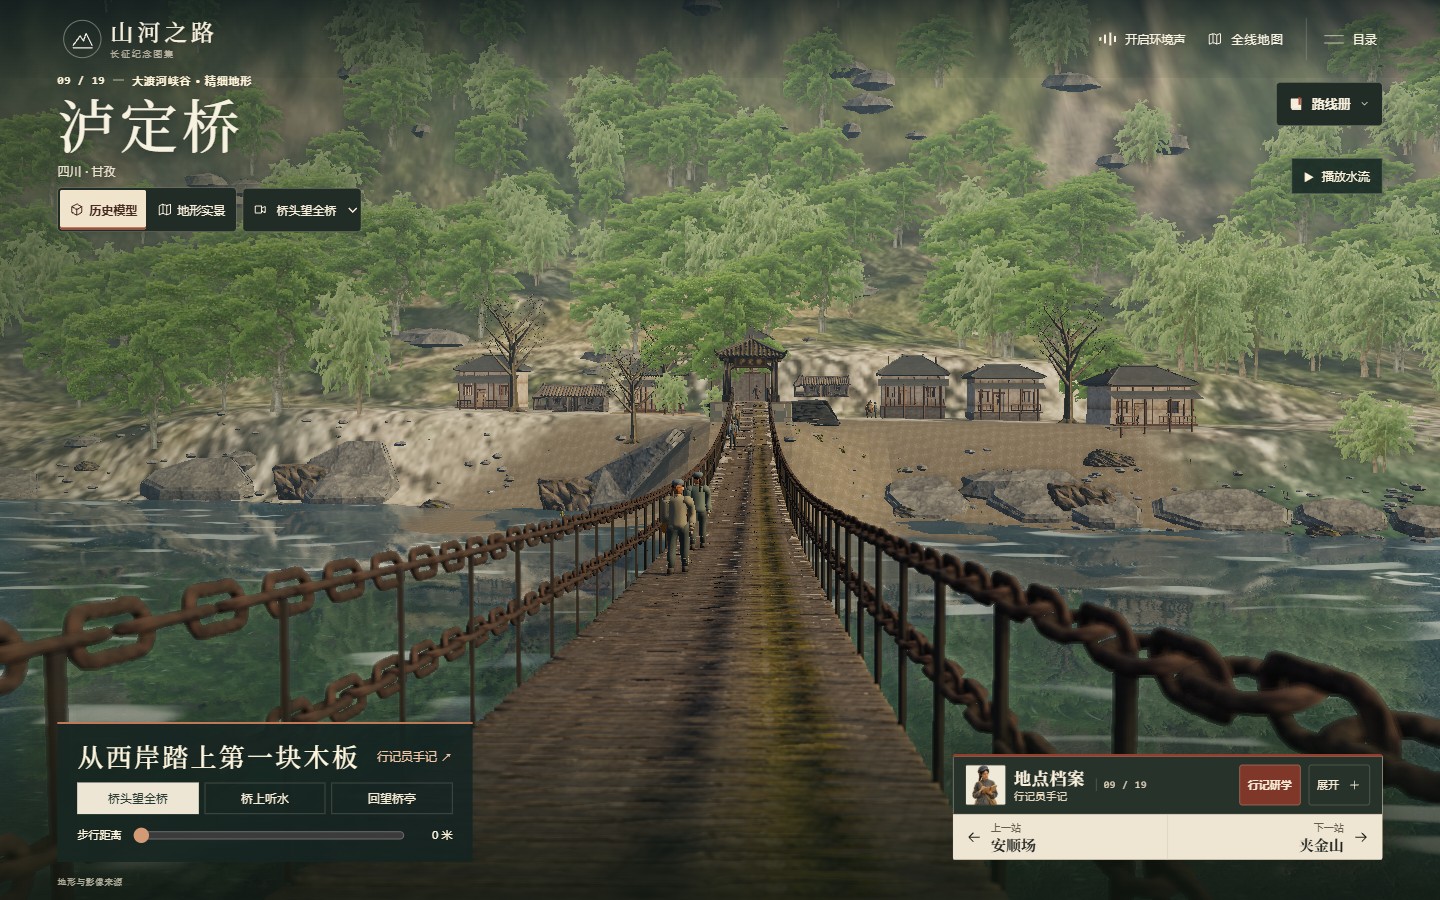 山河之路
长征纪念图集
开启环境声
全线地图
目录
09 / 19 — 大渡河峡谷·精细地形
泸定桥
四川·甘孜
历史模型
地形实景
桥头望全桥
路线册
播放水流
从西岸踏上第一块木板
行记员手记 ↗
桥头望全桥
桥上听水
回望桥亭
步行距离
0 米
地点档案
09 / 19
行记员手记
行记研学
展开 +
← 上一站
安顺场
下一站 →
夹金山
地形与影像来源